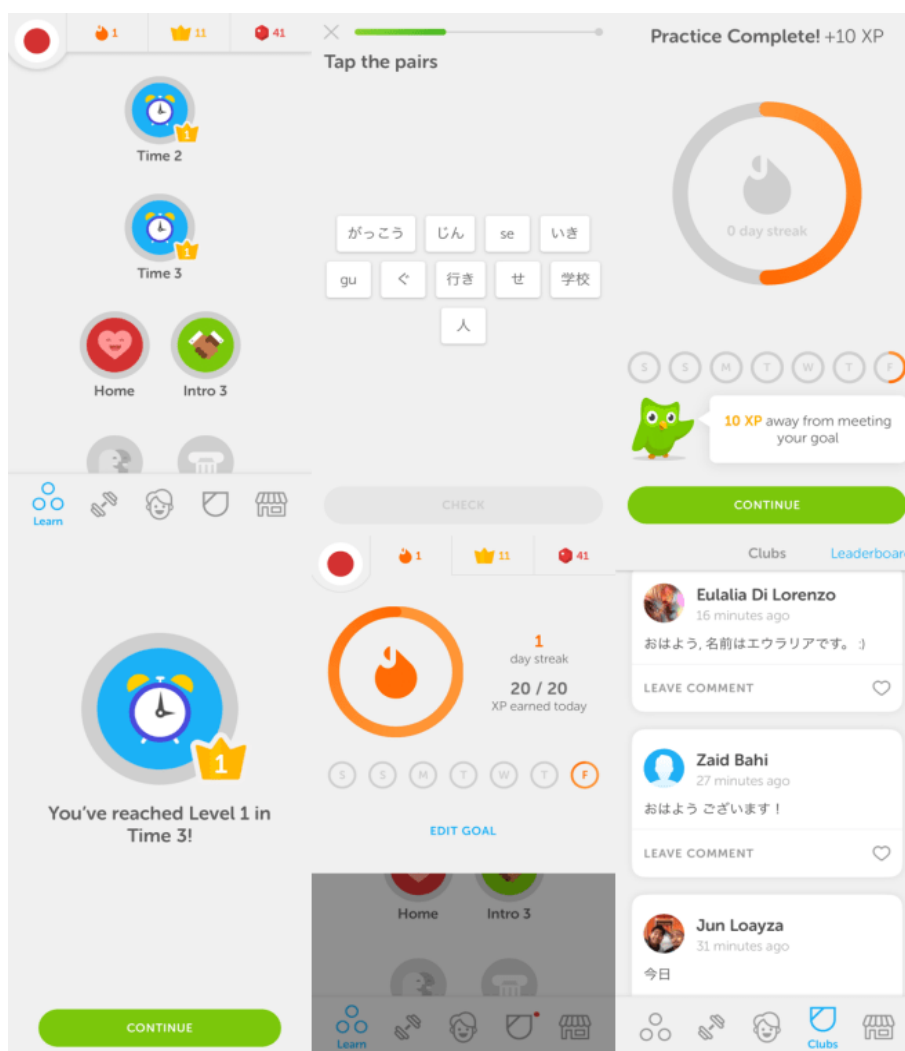 1 11 41
1
Time 2
1
Time 3
Home Intro 3
Learn
Tap the pairs
がっこう じん se いき
gu ぐ 行き せ 学校
人
CHECK
Practice Complete! +10 XP
0 day streak
S S M T W T F
10 XP away from meeting
your goal
CONTINUE
1
You've reached Level 1 in
Time 3!
CONTINUE
1 11 41
1
day streak
20 / 20
XP earned today
S S M T W T F
EDIT GOAL
Home Intro 3
Learn
Clubs Leaderboar
Eulalia Di Lorenzo
16 minutes ago
おはよう, 名前はエウラリアです。 :)
LEAVE COMMENT
Zaid Bahi
27 minutes ago
おはよう ございます！
LEAVE COMMENT
Jun Loayza
31 minutes ago
今日
Clubs